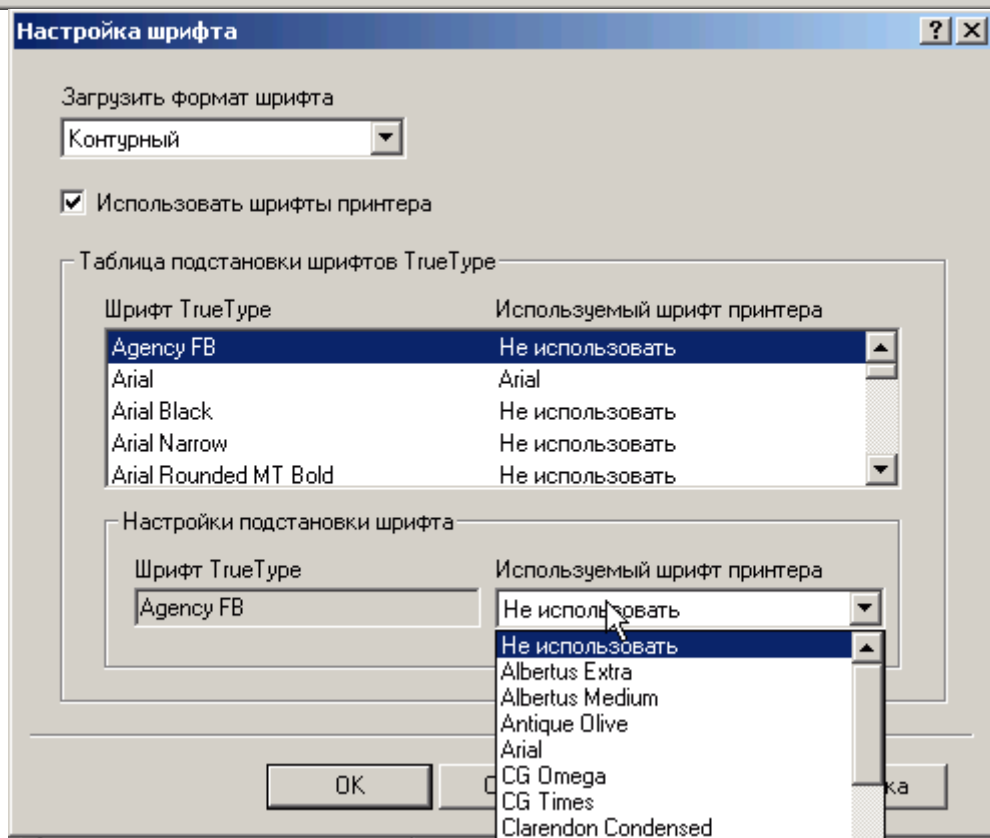 Настройка шрифта
Загрузить формат шрифта
Контурный
Использовать шрифты принтера
Таблица подстановки шрифтов TrueType
Шрифт TrueType Используемый шрифт принтера
Agency FB Не использовать
Arial Arial
Arial Black Не использовать
Arial Narrow Не использовать
Arial Rounded MT Bold Не использовать
Настройки подстановки шрифта
Шрифт TrueType Используемый шрифт принтера
Agency FB Не использовать
Не использовать
Albertus Extra
Albertus Medium
Antique Olive
Arial
CG Omega
CG Times
Clarendon Condensed
OK